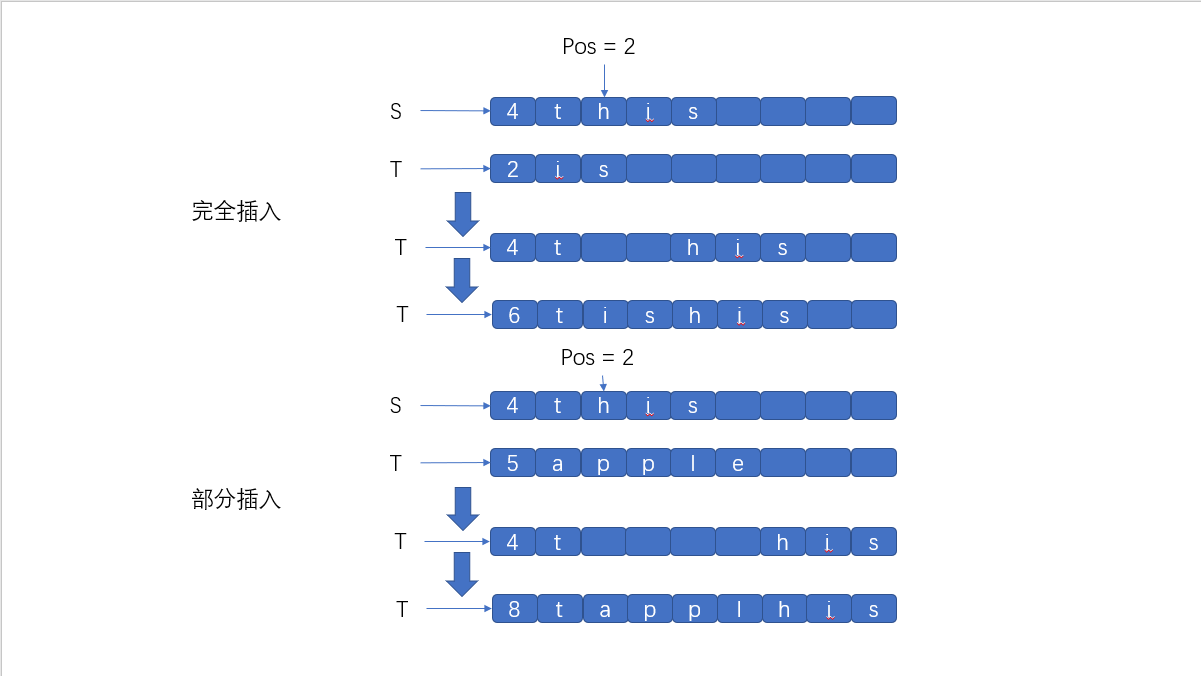 Pos = 2
S 4 t h i s
T 2 i s
完全插入
T 4 t h i s
T 6 t i s h i s
Pos = 2
S 4 t h i s
T 5 a p p l e
部分插入
T 4 t h i s
T 8 t a p p l h i s